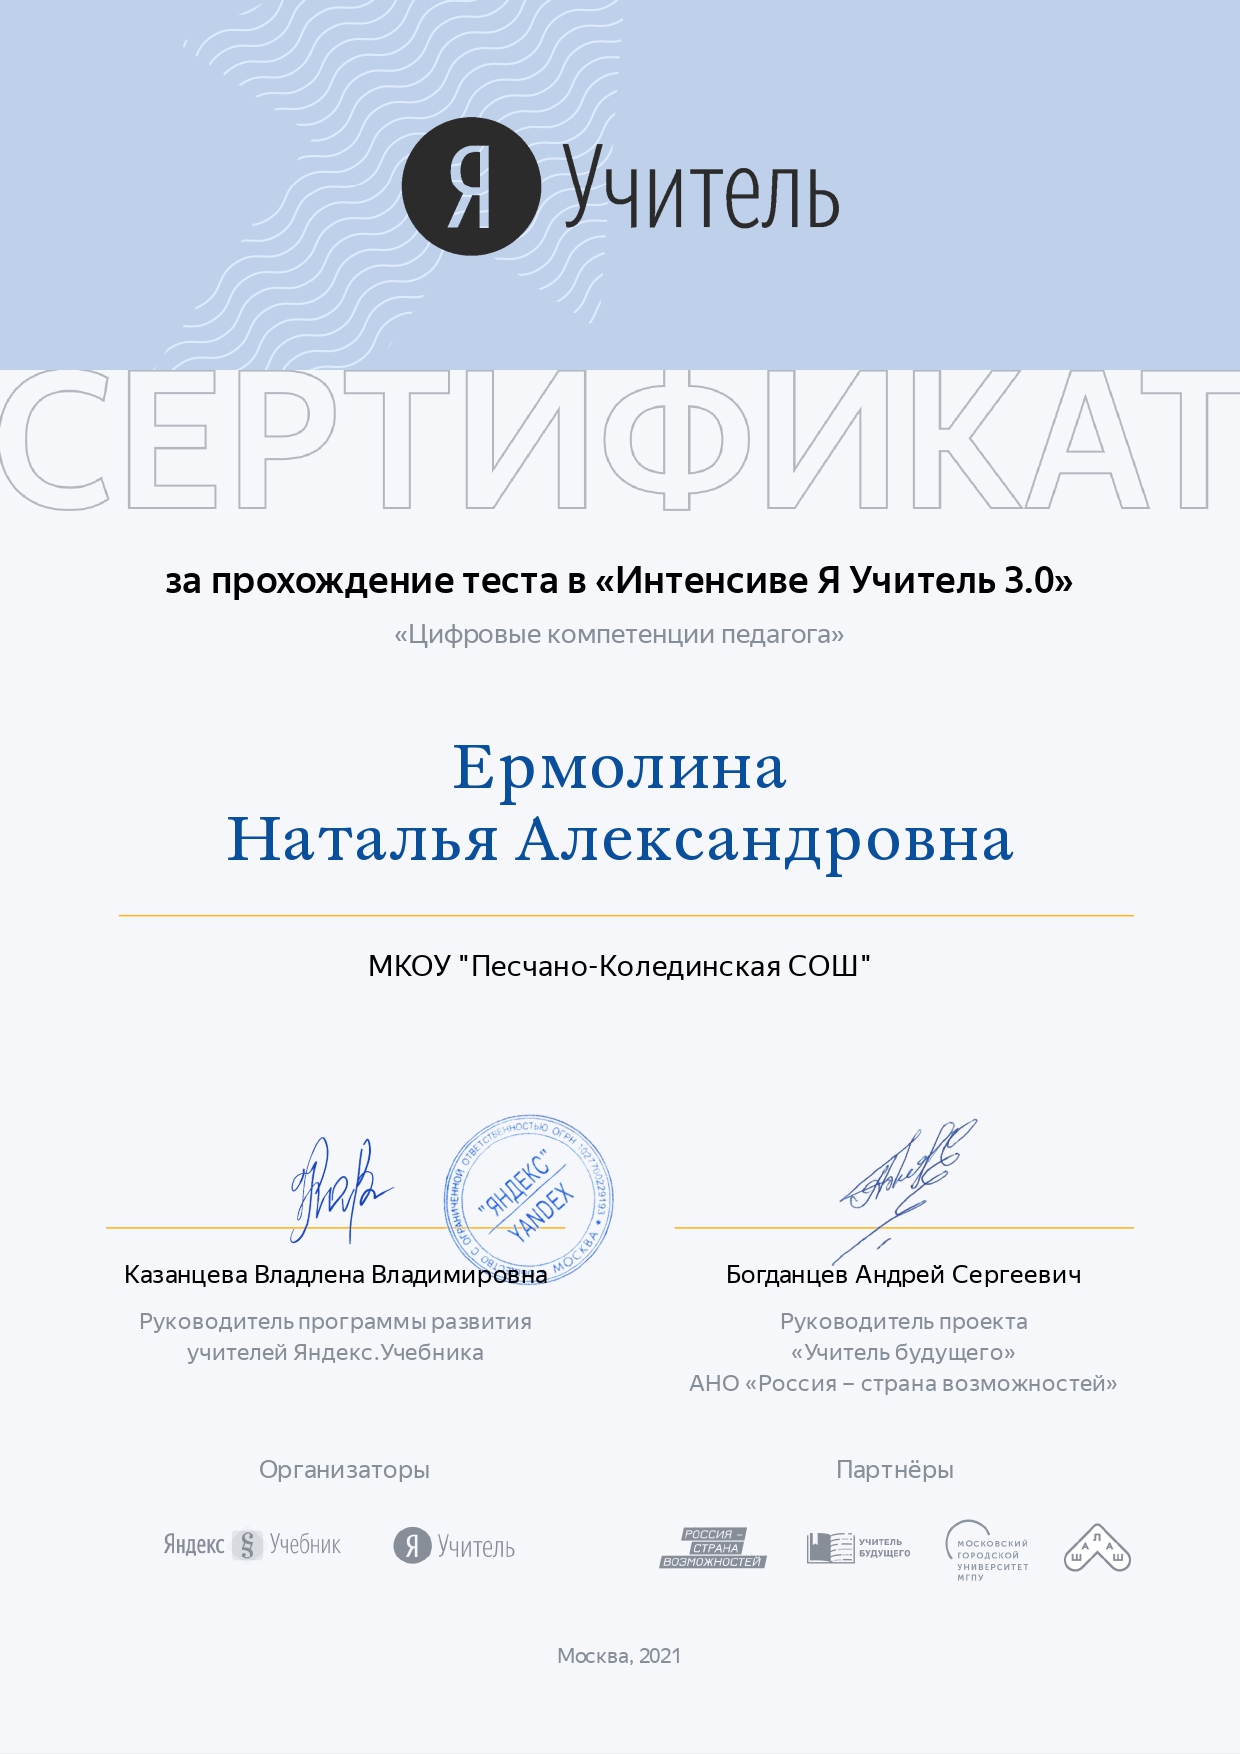 Я Учитель
СЕРТИФИКАТ
за прохождение теста в «Интенсиве Я Учитель 3.0»
«Цифровые компетенции педагога»
Ермолина
Наталья Александровна
МКОУ "Песчано-Колединская СОШ"
ОБЩЕСТВО С ОГРАНИЧЕННОЙ ОТВЕТСТВЕННОСТЬЮ ОГРН 1027700229193 * МОСКВА
"ЯНДЕКС"
YANDEX
Казанцева Владлена Владимировна
Руководитель программы развития
учителей Яндекс.Учебника
Богданцев Андрей Сергеевич
Руководитель проекта
«Учитель будущего»
АНО «Россия – страна возможностей»
Организаторы
Яндекс § Учебник
Я Учитель
Партнёры
РОССИЯ –
СТРАНА
ВОЗМОЖНОСТЕЙ
УЧИТЕЛЬ
БУДУЩЕГО
МОСКОВСКИЙ
ГОРОДСКОЙ
УНИВЕРСИТЕТ
МГПУ
ШАЛАШ
Москва, 2021